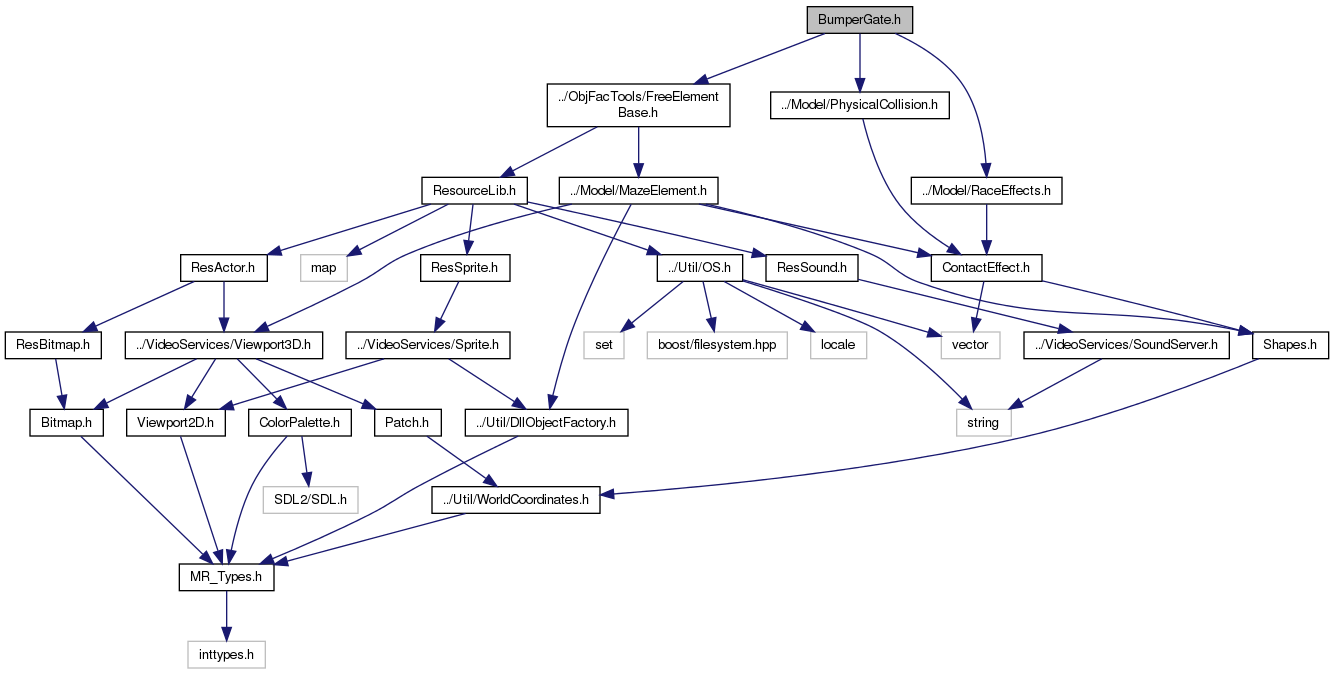 BumperGate.h
../ObjFacTools/FreeElement
Base.h
../Model/PhysicalCollision.h
ResourceLib.h
../Model/MazeElement.h
../Model/RaceEffects.h
ResActor.h
map
ResSprite.h
../Util/OS.h
ResSound.h
ContactEffect.h
ResBitmap.h
../VideoServices/Viewport3D.h
../VideoServices/Sprite.h
set
boost/filesystem.hpp
locale
vector
../VideoServices/SoundServer.h
Shapes.h
Bitmap.h
Viewport2D.h
ColorPalette.h
Patch.h
../Util/DllObjectFactory.h
string
SDL2/SDL.h
../Util/WorldCoordinates.h
MR_Types.h
inttypes.h